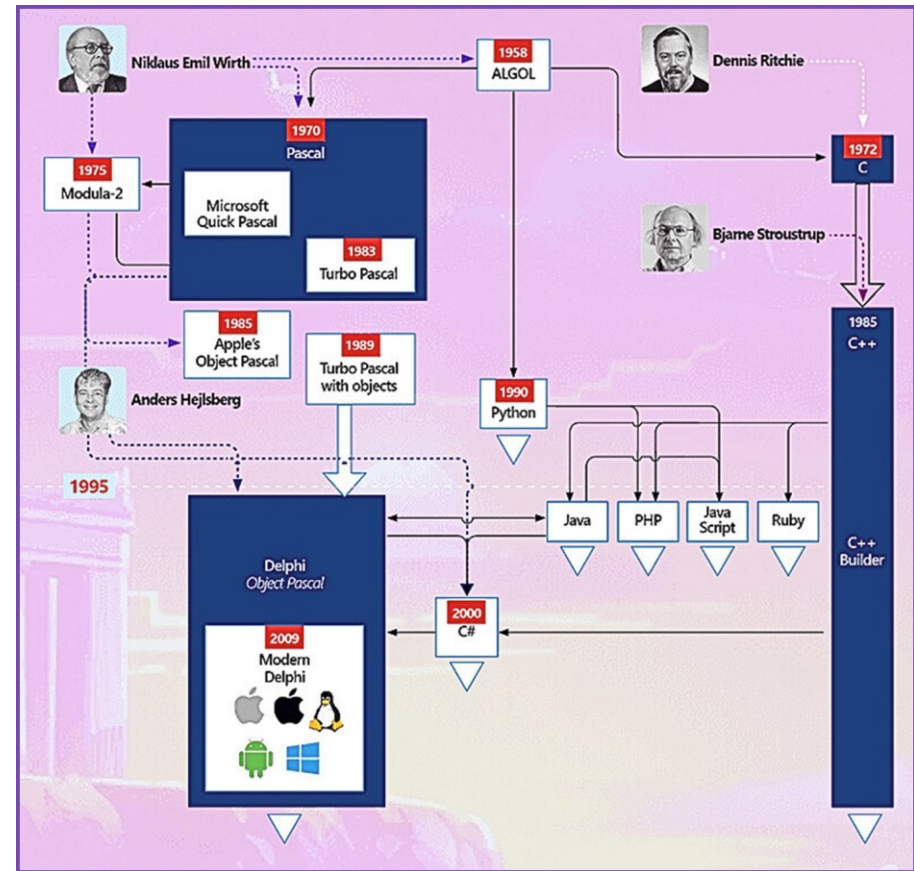 Niklaus Emil Wirth
1958
ALGOL
Dennis Ritchie
1970
Pascal
1972
C
1975
Modula-2
Microsoft
Quick Pascal
Bjarne Stroustrup
1983
Turbo Pascal
1985
Apple's
Object Pascal
1989
Turbo Pascal
with objects
1985
C++
Anders Hejlsberg
1990
Python
1995
Java
PHP
Java
Script
Ruby
C++
Builder
Delphi
Object Pascal
2000
C#
2009
Modern
Delphi